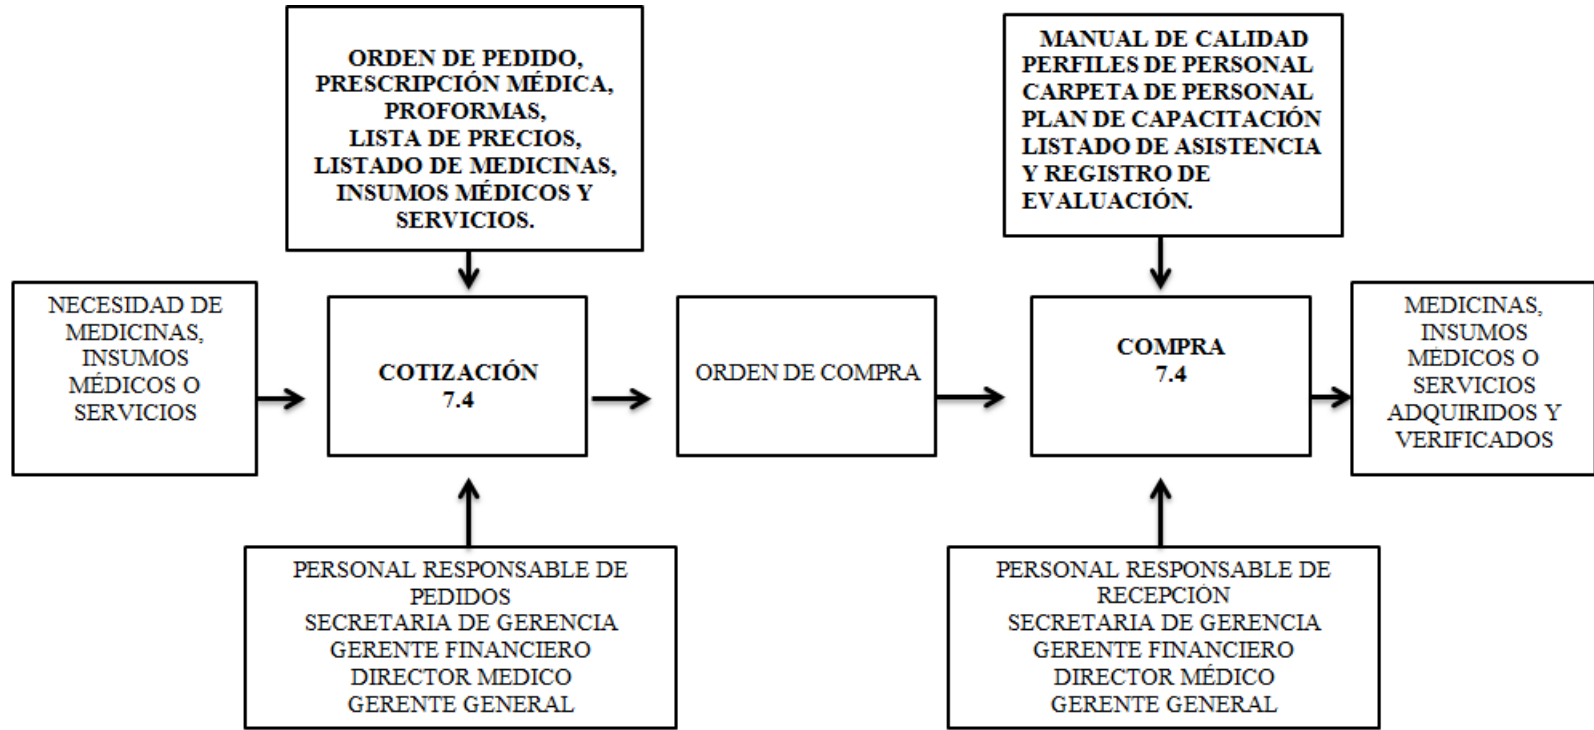 ORDEN DE PEDIDO,
PRESCRIPCIÓN MÉDICA,
PROFORMAS,
LISTA DE PRECIOS,
LISTADO DE MEDICINAS,
INSUMOS MÉDICOS Y
SERVICIOS.
MANUAL DE CALIDAD
PERFILES DE PERSONAL
CARPETA DE PERSONAL
PLAN DE CAPACITACIÓN
LISTADO DE ASISTENCIA
Y REGISTRO DE
EVALUACIÓN.
NECESIDAD DE
MEDICINAS,
INSUMOS
MÉDICOS O
SERVICIOS
COTIZACIÓN
7.4
ORDEN DE COMPRA
COMPRA
7.4
MEDICINAS,
INSUMOS
MÉDICOS O
SERVICIOS
ADQUIRIDOS Y
VERIFICADOS
PERSONAL RESPONSABLE DE
PEDIDOS
SECRETARIA DE GERENCIA
GERENTE FINANCIERO
DIRECTOR MEDICO
GERENTE GENERAL
PERSONAL RESPONSABLE DE
RECEPCIÓN
SECRETARIA DE GERENCIA
GERENTE FINANCIERO
DIRECTOR MÉDICO
GERENTE GENERAL